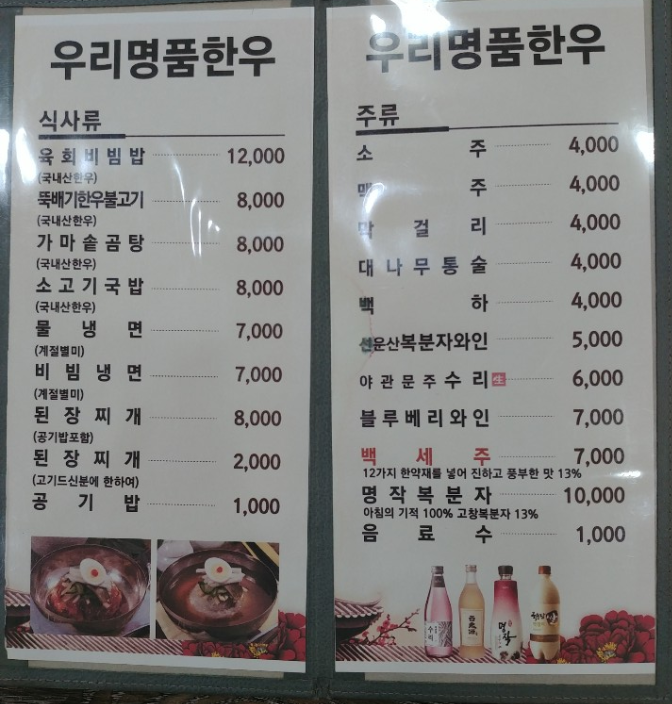 우리명품한우
식사류
육회비빔밥 12,000
(국내산한우)
뚝배기한우불고기 8,000
(국내산한우)
가마솥곰탕 8,000
(국내산한우)
소고기국밥 8,000
(국내산한우)
물냉면 7,000
(계절별미)
비빔냉면 7,000
(계절별미)
된장찌개 8,000
(공기밥포함)
된장찌개 2,000
(고기드신분에 한하여)
공기밥 1,000
우리명품한우
주류
소주 4,000
맥주 4,000
막걸리 4,000
대나무통술 4,000
백하 4,000
선운산복분자와인 5,000
야관문주수리 生 6,000
블루베리와인 7,000
백세주 7,000
12가지 한약재를 넣어 진하고 풍부한 맛 13%
명작복분자 10,000
아침의 기적 100% 고창복분자 13%
음료수 1,000
수리
명작